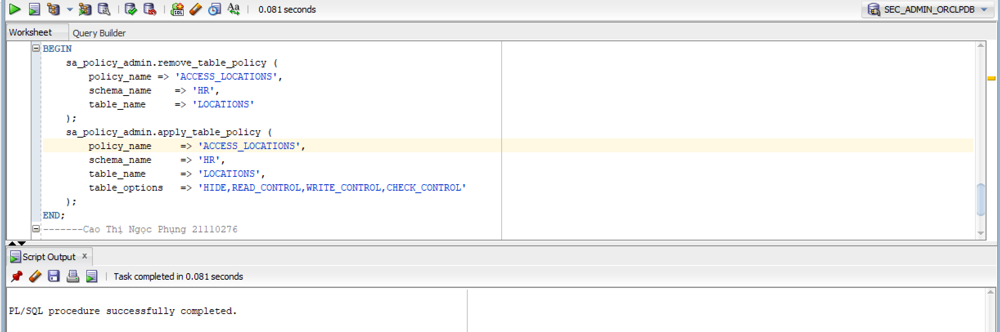 0.081 seconds
SEC_ADMIN_ORCLPDB
Worksheet
Query Builder
BEGIN
sa_policy_admin.remove_table_policy (
policy_name => 'ACCESS_LOCATIONS',
schema_name => 'HR',
table_name => 'LOCATIONS'
);
sa_policy_admin.apply_table_policy (
policy_name => 'ACCESS_LOCATIONS',
schema_name => 'HR',
table_name => 'LOCATIONS',
table_options => 'HIDE,READ_CONTROL,WRITE_CONTROL,CHECK_CONTROL'
);
END;
-------Cao Thị Ngọc Phụng 21110276
Script Output x
Task completed in 0.081 seconds
PL/SQL procedure successfully completed.